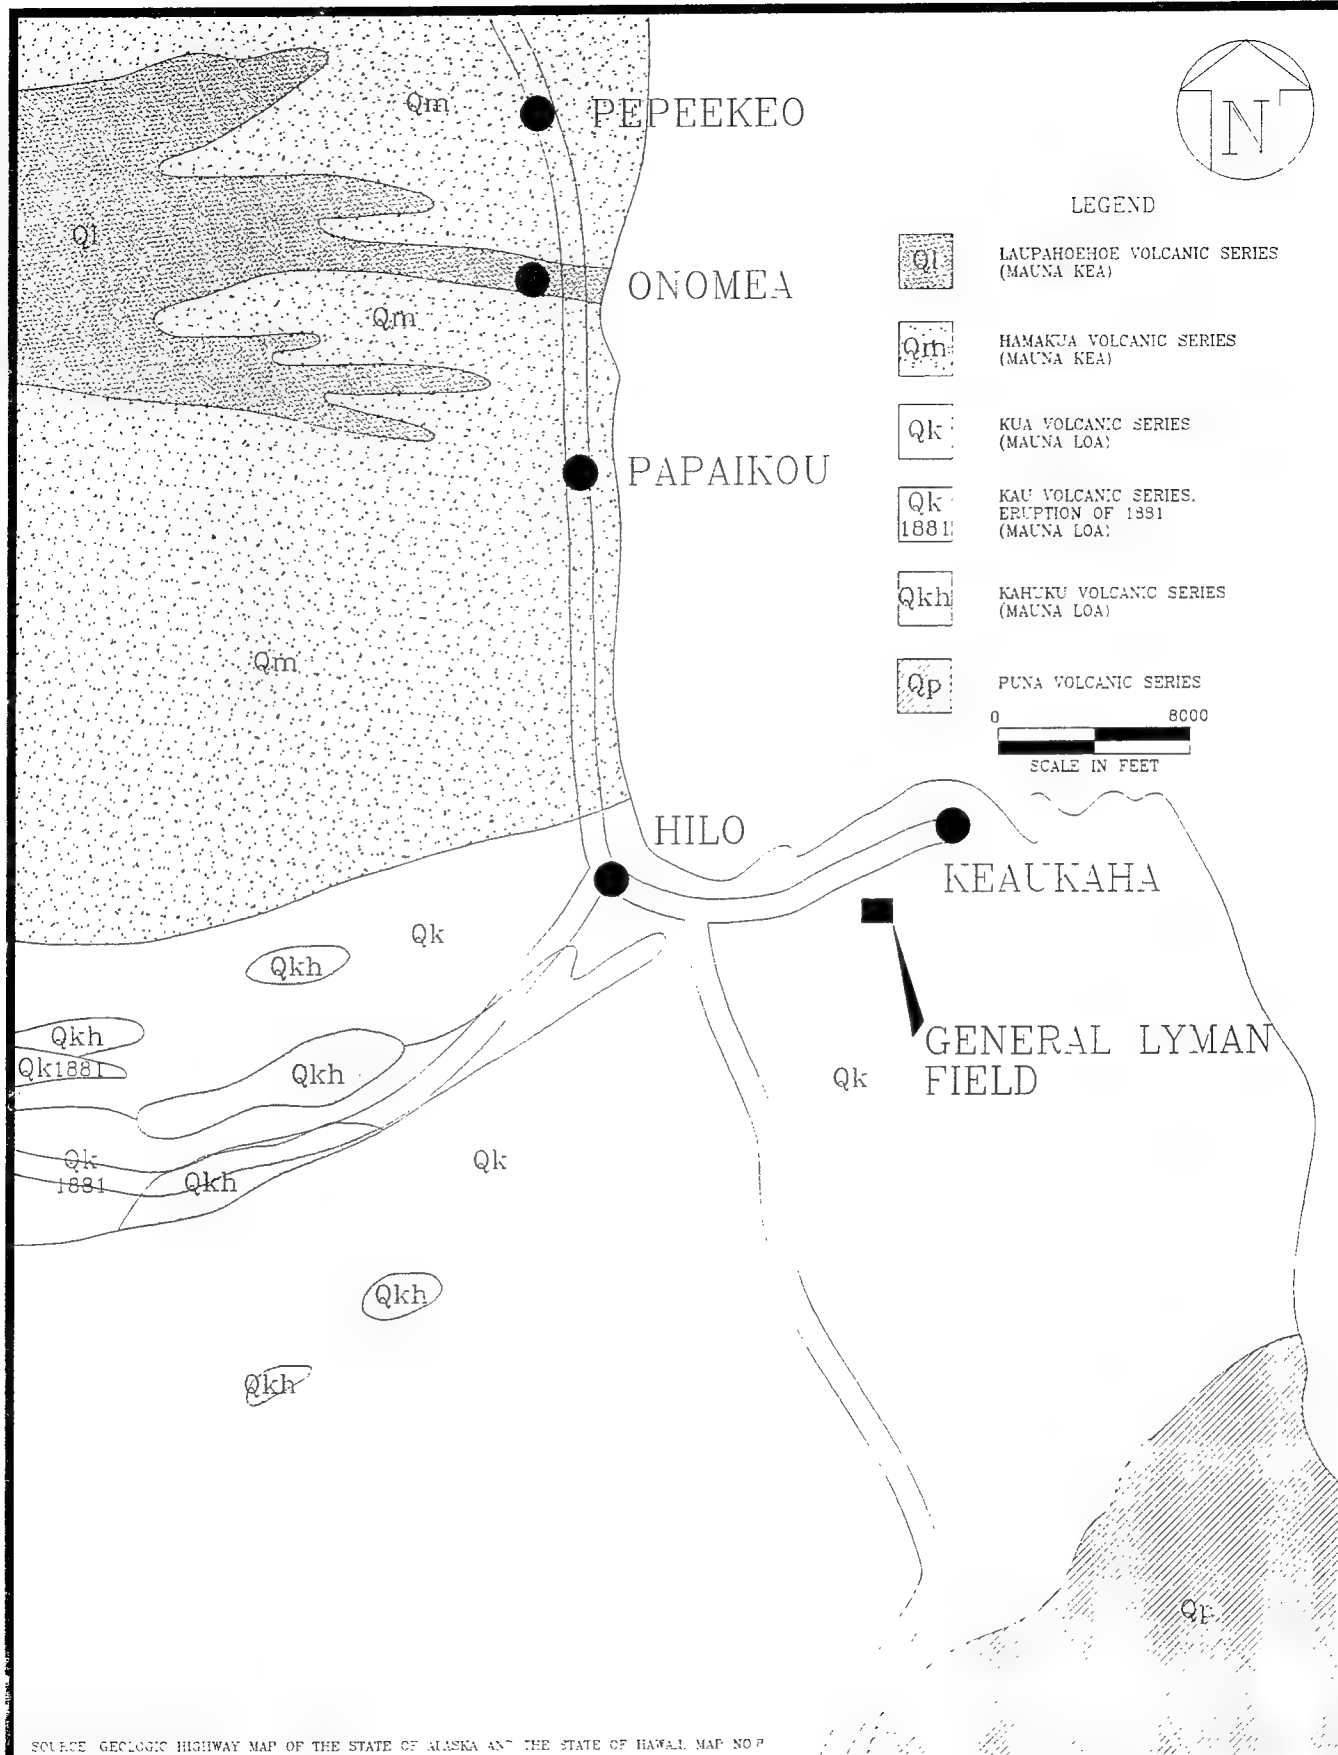 Qm
PEPEEKEO
N
LEGEND
Ql
Ql
LAUPAHOEHOE VOLCANIC SERIES
(MAUNA KEA)
ONOMEA
Qm
Qm
HAMAKUA VOLCANIC SERIES
(MAUNA KEA)
Qk
KUA VOLCANIC SERIES
(MAUNA LOA)
PAPAIKOU
Qk
1881
KAU VOLCANIC SERIES,
ERUPTION OF 1881
(MAUNA LOA)
Qkh
KAHUKU VOLCANIC SERIES
(MAUNA LOA)
Qm
Qp
PUNA VOLCANIC SERIES
0 8000
SCALE IN FEET
HILO
KEAUKAHA
Qk
Qkh
Qkh
Qk1881
Qkh
GENERAL LYMAN
FIELD
Qk
Qk
1881
Qkh
Qk
Qkh
Qkh
Qp
SOURCE GEOLOGIC HIGHWAY MAP OF THE STATE OF ALASKA AND THE STATE OF HAWAII MAP NO